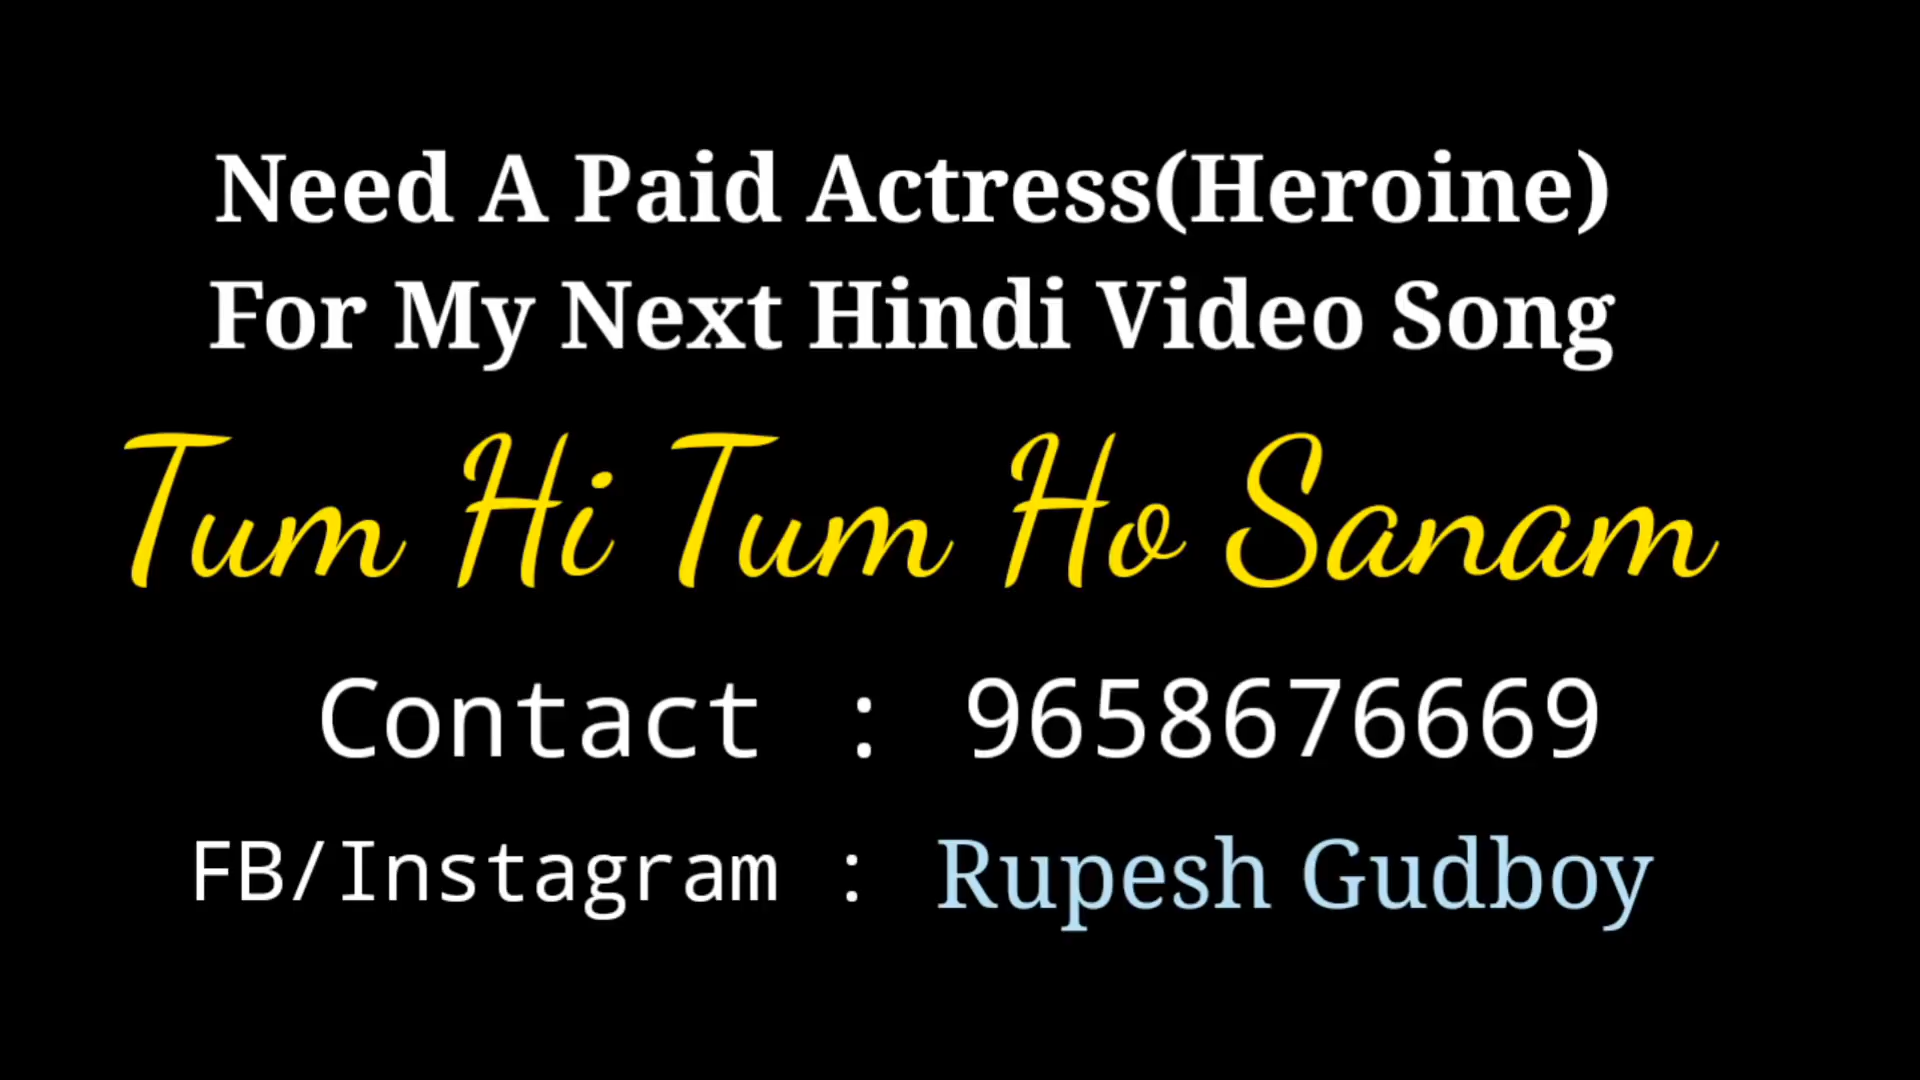 Need A Paid Actress(Heroine)
For My Next Hindi Video Song
Tum Hi Tum Ho Sanam
Contact : 9658676669
FB/Instagram : Rupesh Gudboy